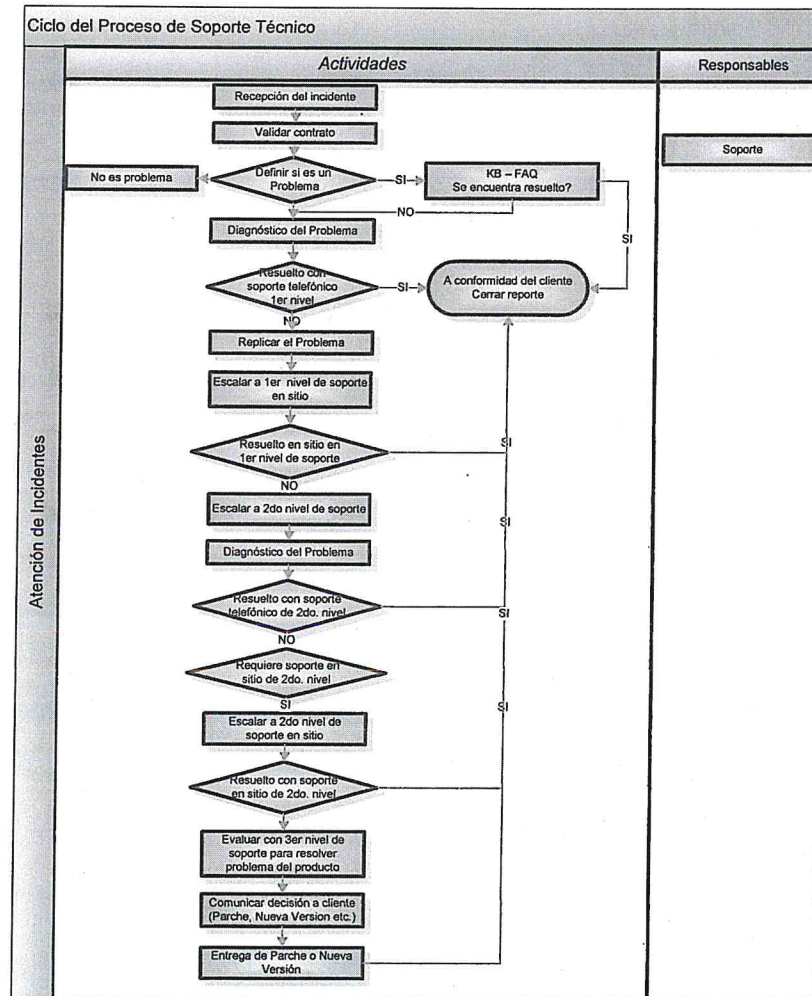 Ciclo del Proceso de Soporte Técnico
Actividades
Responsables
Atención de Incidentes
Recepción del incidente
Validar contrato
Soporte
No es problema
Definir si es un
Problema
SI
KB – FAQ
Se encuentra resuelto?
NO
SI
Diagnóstico del Problema
Resuelto con
soporte telefónico
1er nivel
SI
A conformidad del cliente
Cerrar reporte
NO
Replicar el Problema
Escalar a 1er nivel de soporte
en sitio
Resuelto en sitio en
1er nivel de soporte
SI
NO
Escalar a 2do nivel de soporte
SI
Diagnóstico del Problema
Resuelto con soporte
telefónico de 2do. nivel
SI
NO
Requiere soporte en
sitio de 2do. nivel
SI
SI
Escalar a 2do nivel de
soporte en sitio
Resuelto con soporte
en sitio de 2do. nivel
Evaluar con 3er nivel de
soporte para resolver
problema del producto
Comunicar decisión a cliente
(Parche, Nueva Version etc.)
Entrega de Parche o Nueva
Versión